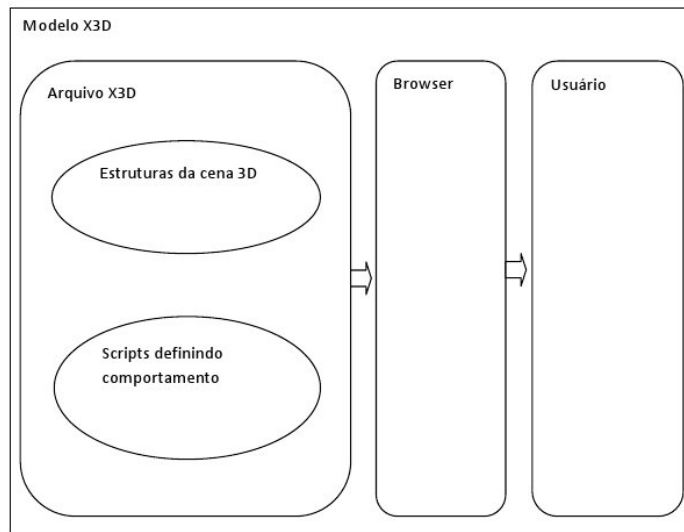 Modelo X3D
Arquivo X3D
Browser
Usuário
Estruturas da cena 3D
Scripts definindo
comportamento